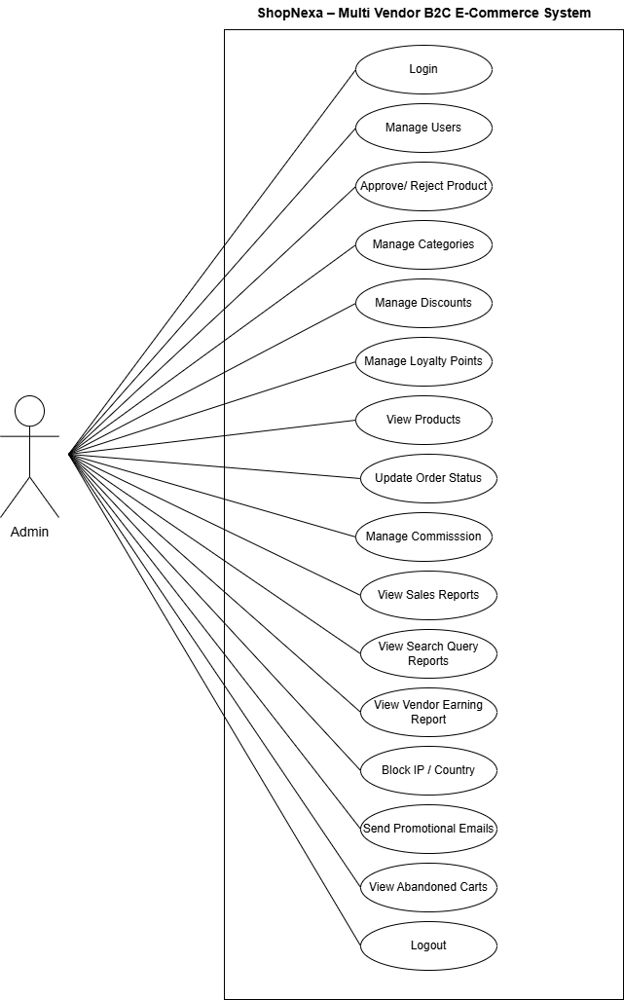 ShopNexa – Multi Vendor B2C E-Commerce System
Login
Manage Users
Approve/ Reject Product
Manage Categories
Manage Discounts
Manage Loyalty Points
View Products
Update Order Status
Admin
Manage Commisssion
View Sales Reports
View Search Query
Reports
View Vendor Earning
Report
Block IP / Country
Send Promotional Emails
View Abandoned Carts
Logout